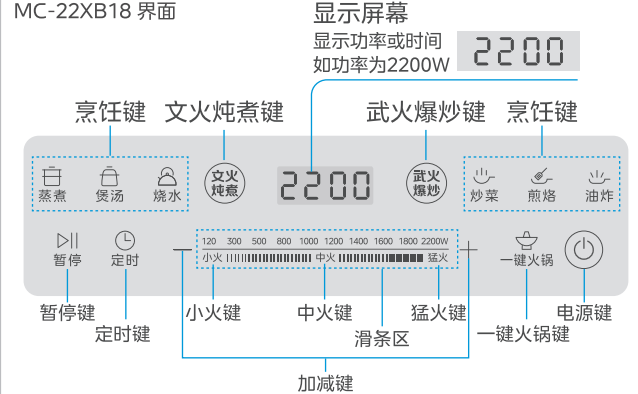 MC-22XB18 界面
显示屏幕
显示功率或时间
如功率为2200W
2200
烹饪键
文火炖煮键
武火爆炒键
烹饪键
蒸煮
煲汤
烧水
文火
炖煮
2200
武火
爆炒
炒菜
煎烙
油炸
暂停
定时
120 300 500 800 1000 1200 1400 1600 1800 2200W
小火
中火
猛火
一键火锅
暂停键
定时键
小火键
中火键
滑条区
猛火键
一键火锅键
电源键
加减键